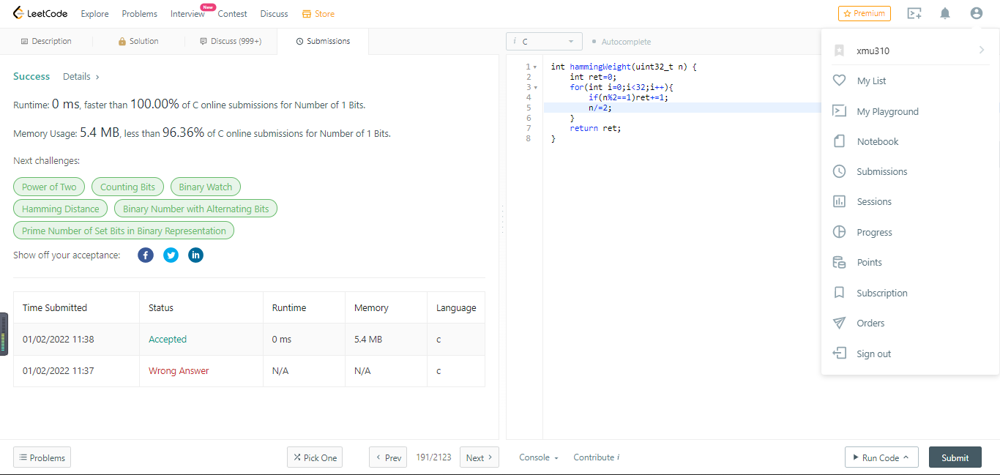 LeetCode Explore Problems Interview New Contest Discuss Store Premium
Description Solution Discuss (999+) Submissions
i C Autocomplete
Success Details ›
Runtime: 0 ms, faster than 100.00% of C online submissions for Number of 1 Bits.
Memory Usage: 5.4 MB, less than 96.36% of C online submissions for Number of 1 Bits.
Next challenges:
Power of Two Counting Bits Binary Watch
Hamming Distance Binary Number with Alternating Bits
Prime Number of Set Bits in Binary Representation
Show off your acceptance:
Time Submitted Status Runtime Memory Language
01/02/2022 11:38 Accepted 0 ms 5.4 MB c
01/02/2022 11:37 Wrong Answer N/A N/A c
1 int hammingWeight(uint32_t n) {
2 int ret=0;
3 for(int i=0;i<32;i++){
4 if(n%2==1)ret+=1;
5 n/=2;
6 }
7 return ret;
8 }
xmu310
My List
My Playground
Notebook
Submissions
Sessions
Progress
Points
Subscription
Orders
Sign out
Problems Pick One ‹ Prev 191/2123 Next › Console Contribute i Run Code Submit